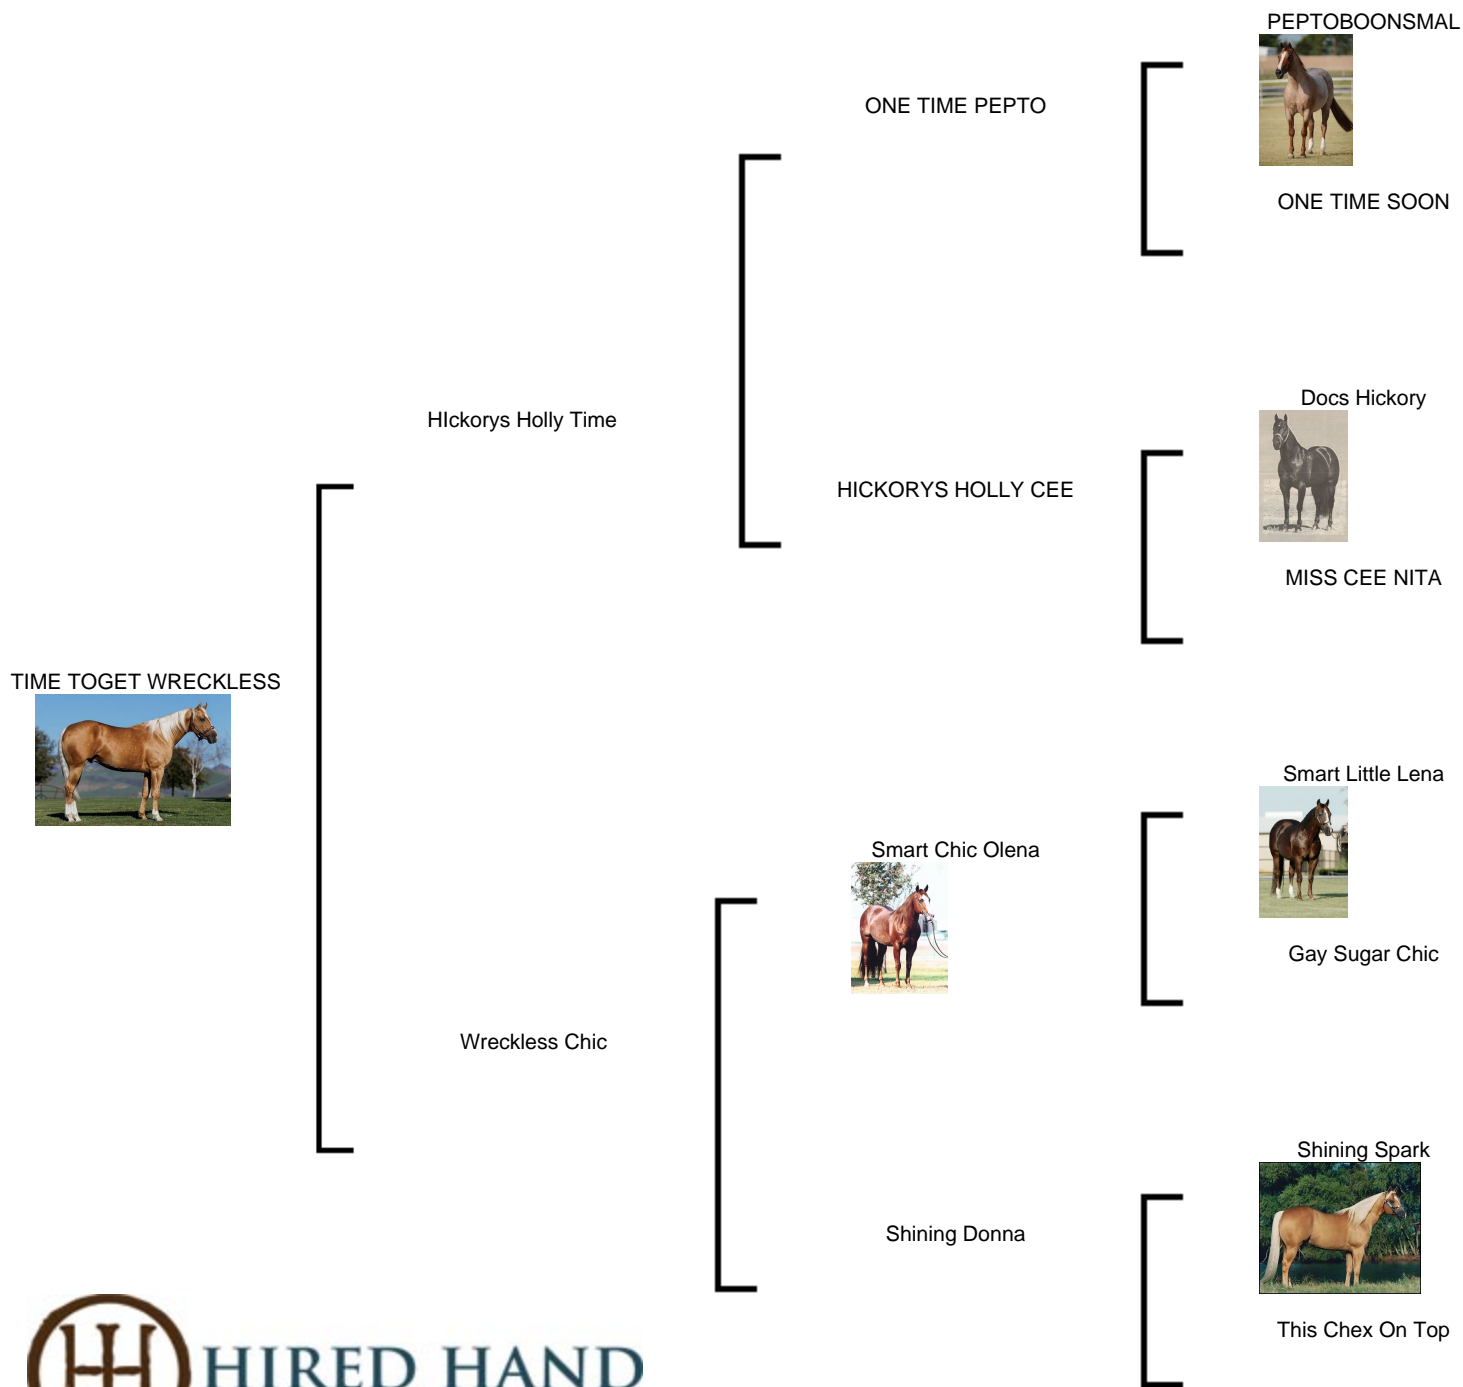 PEPTOBOONSMAL
ONE TIME PEPTO
ONE TIME SOON
HIckorys Holly Time
Docs Hickory
HICKORYS HOLLY CEE
MISS CEE NITA
TIME TOGET WRECKLESS
Smart Little Lena
Smart Chic Olena
Gay Sugar Chic
Wreckless Chic
Shining Spark
Shining Donna
This Chex On Top
HIRED HAND